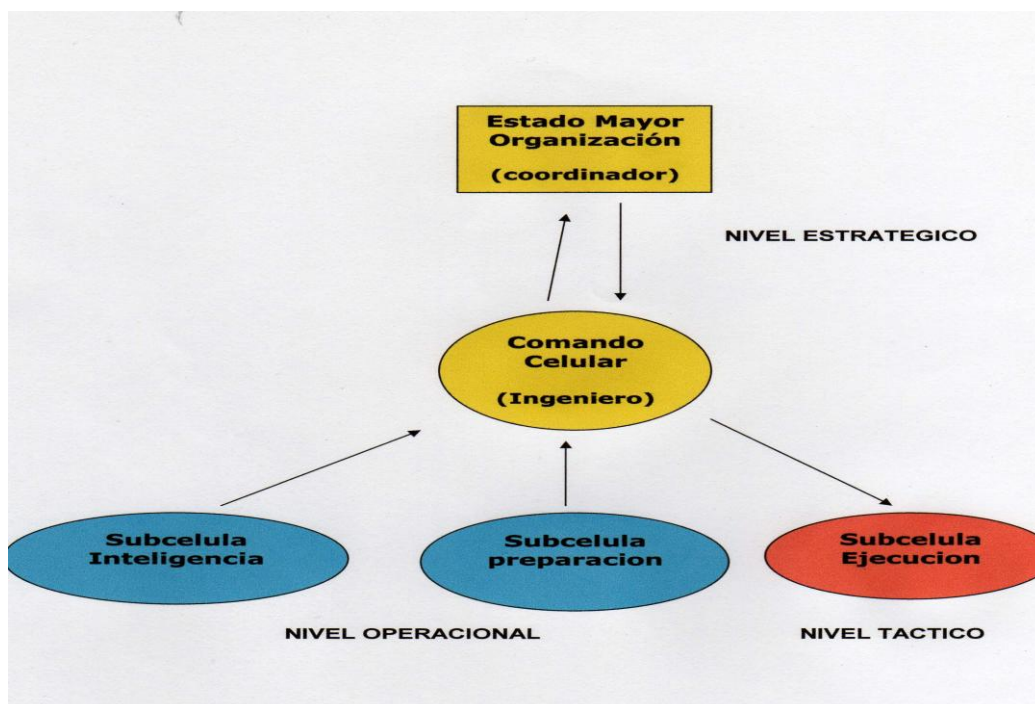 Estado Mayor
Organización
(coordinador)
NIVEL ESTRATEGICO
Comando
Celular
(Ingeniero)
Subcelula
Inteligencia
Subcelula
preparacion
Subcelula
Ejecucion
NIVEL OPERACIONAL
NIVEL TACTICO